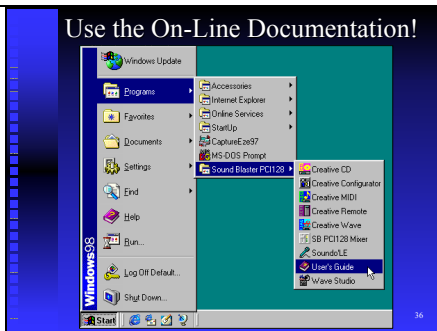 Use the On-Line Documentation!
Windows Update
Programs
Favorites
Documents
Settings
Find
Help
Run...
Log Off Default...
Shut Down...
Windows98
Accessories
Internet Explorer
Online Services
StartUp
CaptureEze97
MS-DOS Prompt
Sound Blaster PCI128
Creative CD
Creative Configurator
Creative MIDI
Creative Remote
Creative Wave
SB PCI128 Mixer
Sound'LE
User's Guide
Wave Studio
Start
36